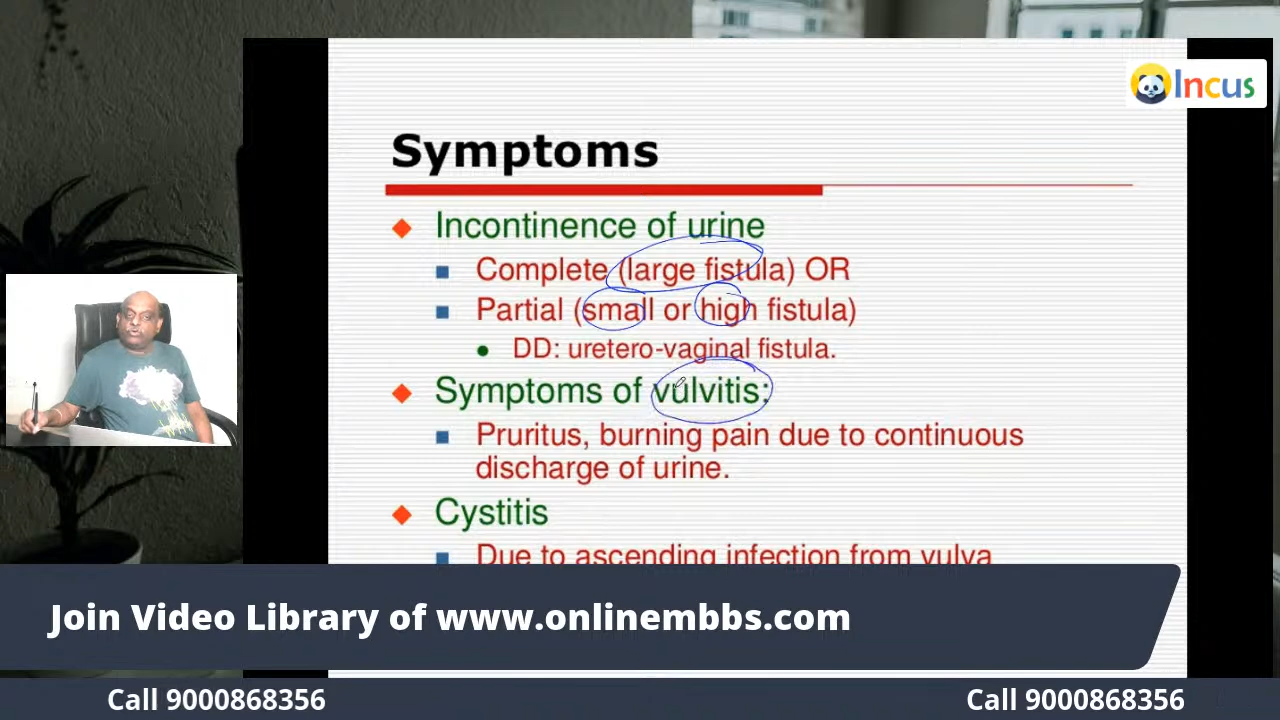 Incus
Symptoms
Incontinence of urine
Complete (large fistula) OR
Partial (small or high fistula)
DD: uretero-vaginal fistula.
Symptoms of vulvitis:
Pruritus, burning pain due to continuous
discharge of urine.
Cystitis
Due to ascending infection from vulva
Join Video Library of www.onlinembbs.com
Call 9000868356
Call 9000868356